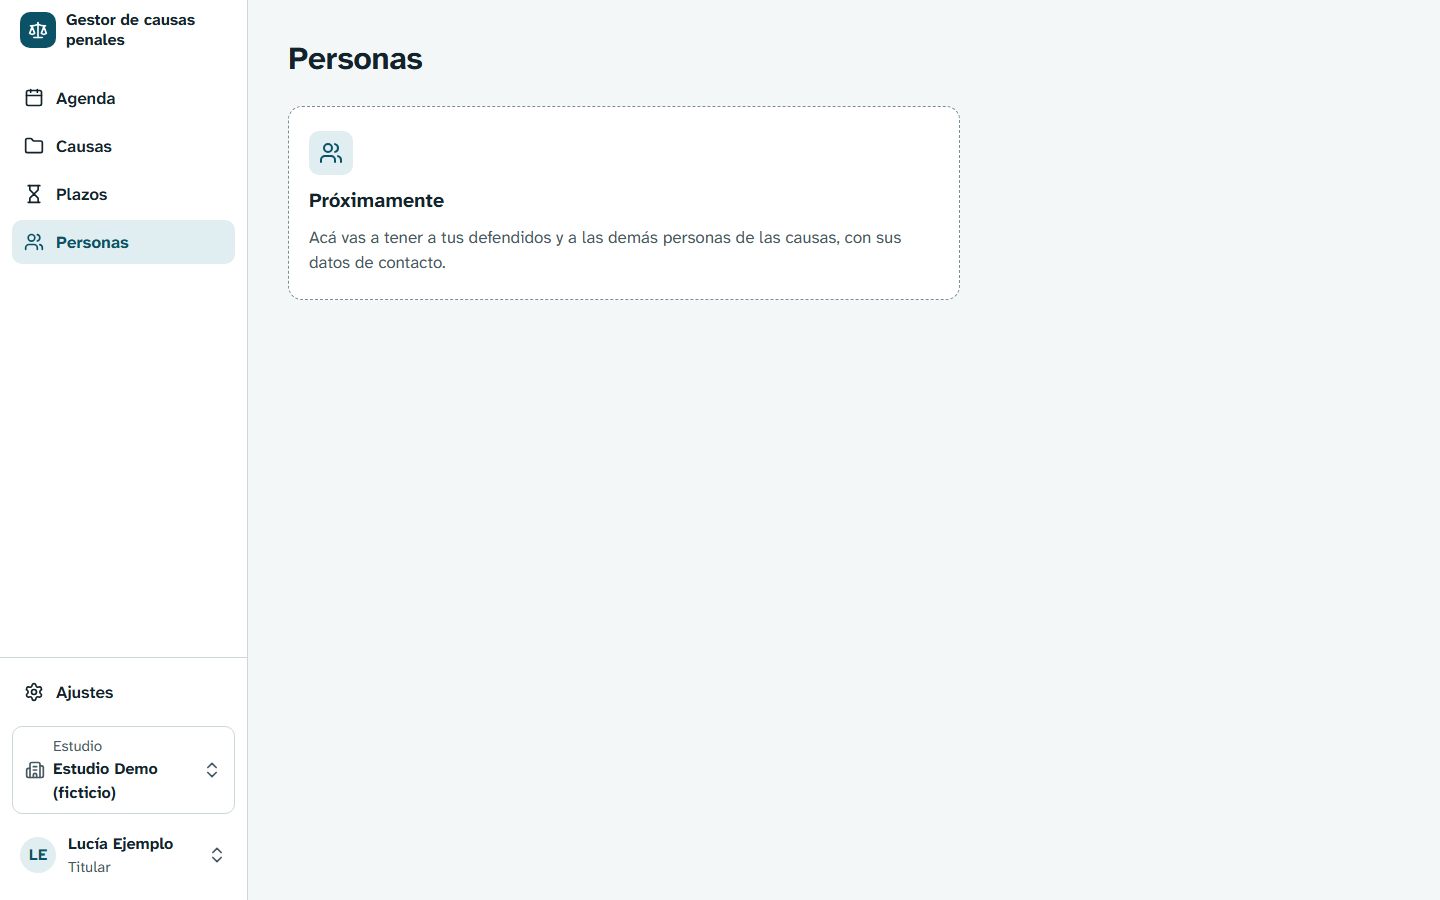 Gestor de causas
penales
Agenda
Causas
Plazos
Personas
Ajustes
Estudio
Estudio Demo
(ficticio)
LE
Lucía Ejemplo
Titular
Personas
Próximamente
Acá vas a tener a tus defendidos y a las demás personas de las causas, con sus
datos de contacto.